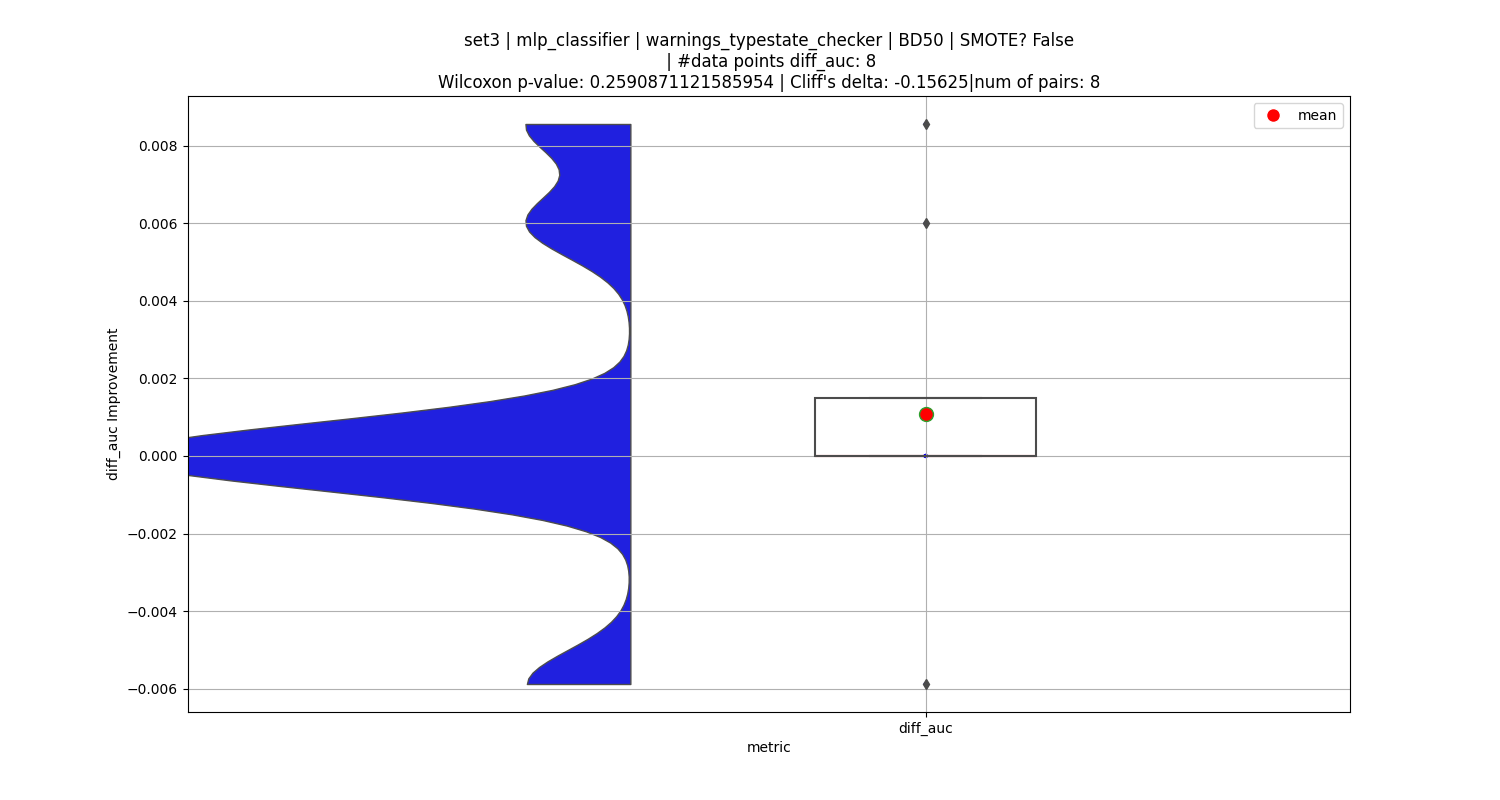 set3 | mlp_classifier | warnings_typestate_checker | BD50 | SMOTE? False
| #data points diff_auc: 8
Wilcoxon p-value: 0.2590871121585954 | Cliff's delta: -0.15625|num of pairs: 8
mean
0.008
0.006
0.004
0.002
0.000
−0.002
−0.004
−0.006
diff_auc Improvement
diff_auc
metric